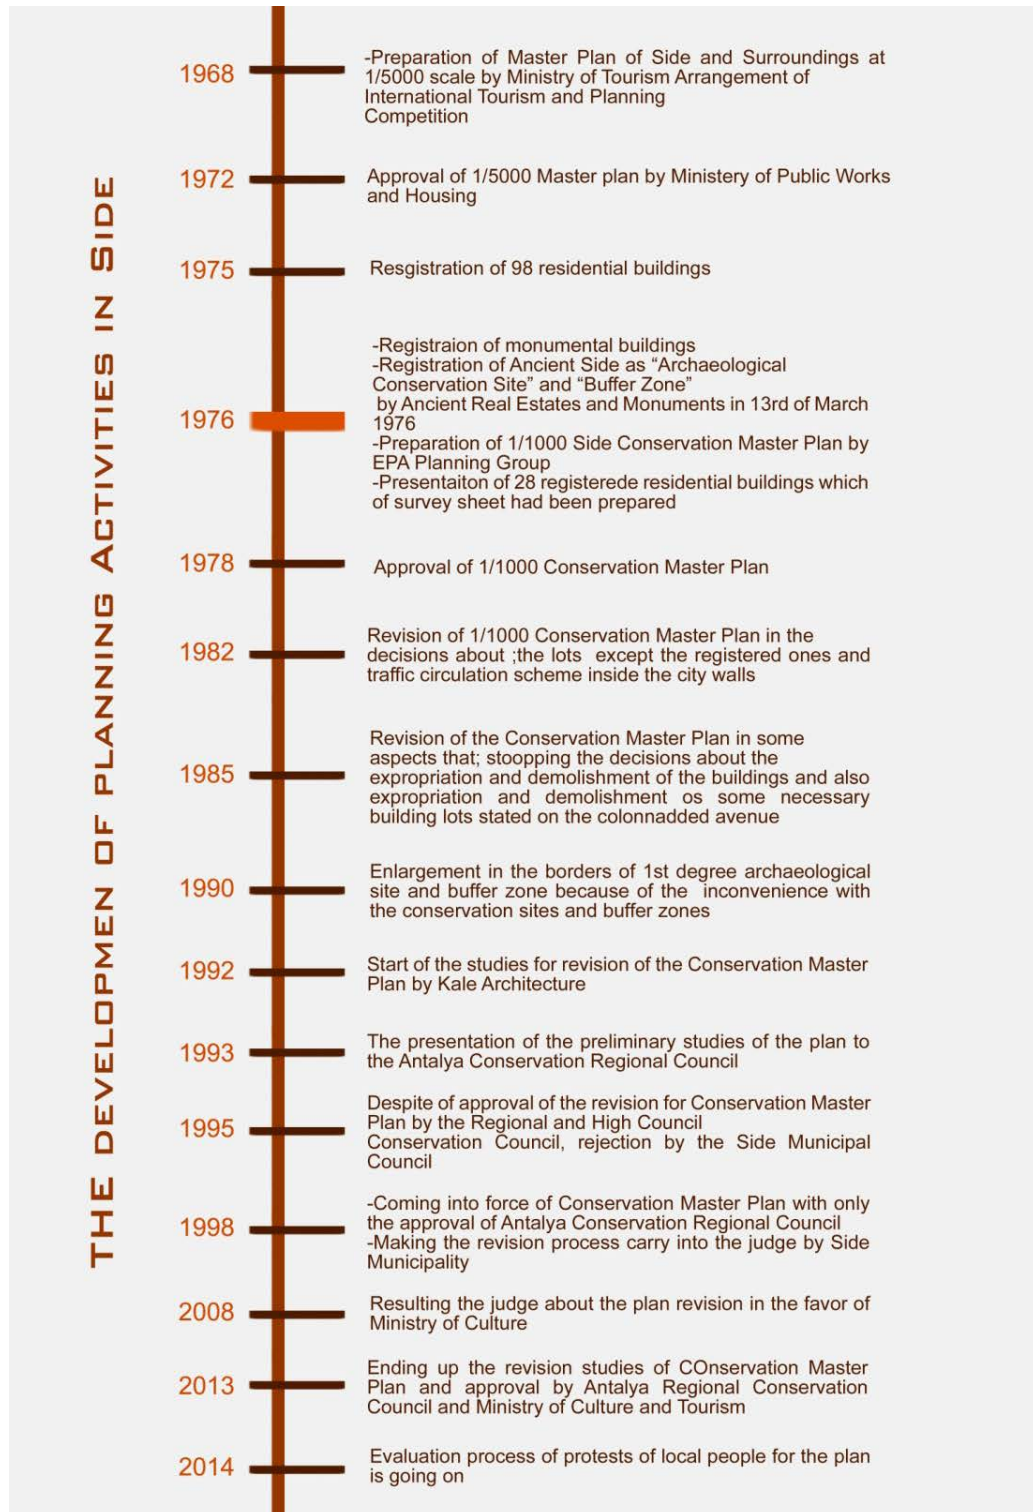 THE DEVELOPMEN OF PLANNING ACTIVITIES IN SIDE
1968
-Preparation of Master Plan of Side and Surroundings at
1/5000 scale by Ministry of Tourism Arrangement of
International Tourism and Planning
Competition
1972
Approval of 1/5000 Master plan by Ministery of Public Works
and Housing
1975
Resgistration of 98 residential buildings
1976
-Registraion of monumental buildings
-Registration of Ancient Side as “Archaeological
Conservation Site” and “Buffer Zone”
by Ancient Real Estates and Monuments in 13rd of March
1976
-Preparation of 1/1000 Side Conservation Master Plan by
EPA Planning Group
-Presentaiton of 28 registerede residential buildings which
of survey sheet had been prepared
1978
Approval of 1/1000 Conservation Master Plan
1982
Revision of 1/1000 Conservation Master Plan in the
decisions about ;the lots except the registered ones and
traffic circulation scheme inside the city walls
1985
Revision of the Conservation Master Plan in some
aspects that; stoopping the decisions about the
expropriation and demolishment of the buildings and also
expropriation and demolishment os some necessary
building lots stated on the colonnadded avenue
1990
Enlargement in the borders of 1st degree archaeological
site and buffer zone because of the inconvenience with
the conservation sites and buffer zones
1992
Start of the studies for revision of the Conservation Master
Plan by Kale Architecture
1993
The presentation of the preliminary studies of the plan to
the Antalya Conservation Regional Council
1995
Despite of approval of the revision for Conservation Master
Plan by the Regional and High Council
Conservation Council, rejection by the Side Municipal
Council
1998
-Coming into force of Conservation Master Plan with only
the approval of Antalya Conservation Regional Council
-Making the revision process carry into the judge by Side
Municipality
2008
Resulting the judge about the plan revision in the favor of
Ministry of Culture
2013
Ending up the revision studies of COnservation Master
Plan and approval by Antalya Regional Conservation
Council and Ministry of Culture and Tourism
2014
Evaluation process of protests of local people for the plan
is going on